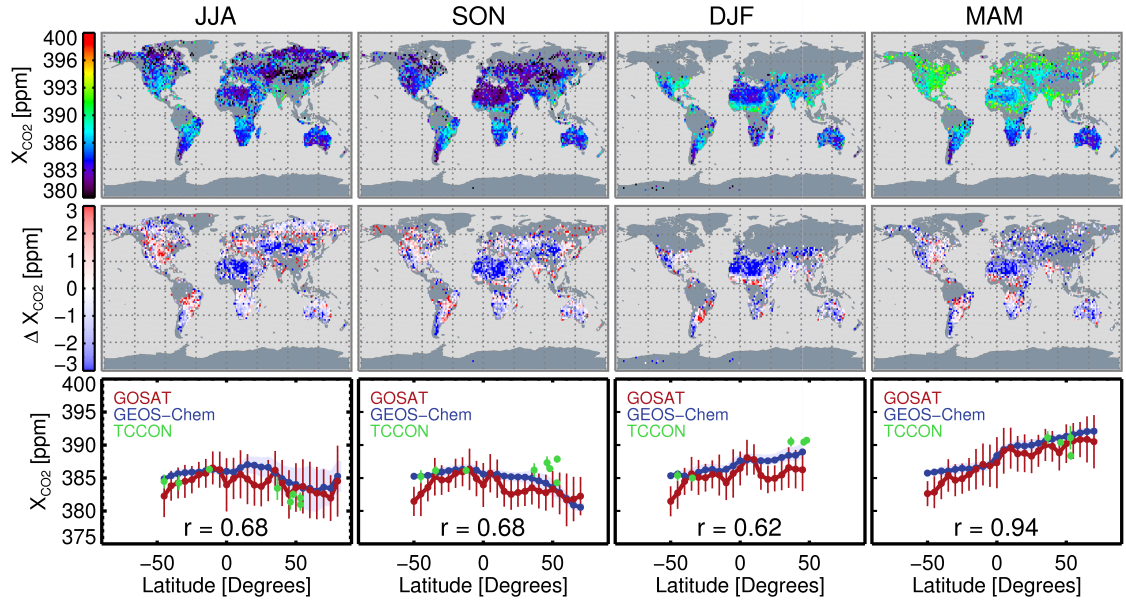 JJA SON DJF MAM
400
396
393
390
386
383
380
X_CO2 [ppm]
3
2
1
0
−1
−2
−3
Δ X_CO2 [ppm]
400
395
390
385
380
375
X_CO2 [ppm]
GOSAT
GEOS−Chem
TCCON
r = 0.68
−50 0 50
Latitude [Degrees]
GOSAT
GEOS−Chem
TCCON
r = 0.68
−50 0 50
Latitude [Degrees]
GOSAT
GEOS−Chem
TCCON
r = 0.62
−50 0 50
Latitude [Degrees]
GOSAT
GEOS−Chem
TCCON
r = 0.94
−50 0 50
Latitude [Degrees]